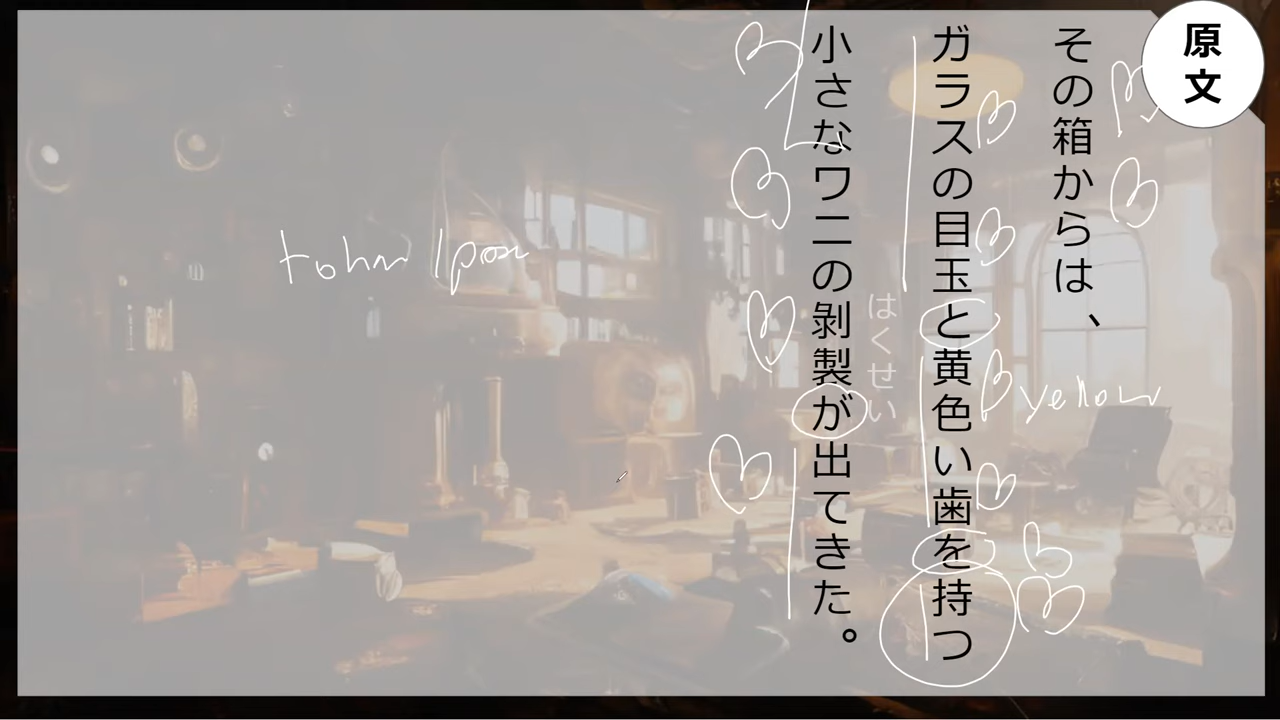 原文
その箱からは、
ガラスの目玉と黄色い歯を持つ
yellow
小さなワニの剥製が出てきた。
はくせい